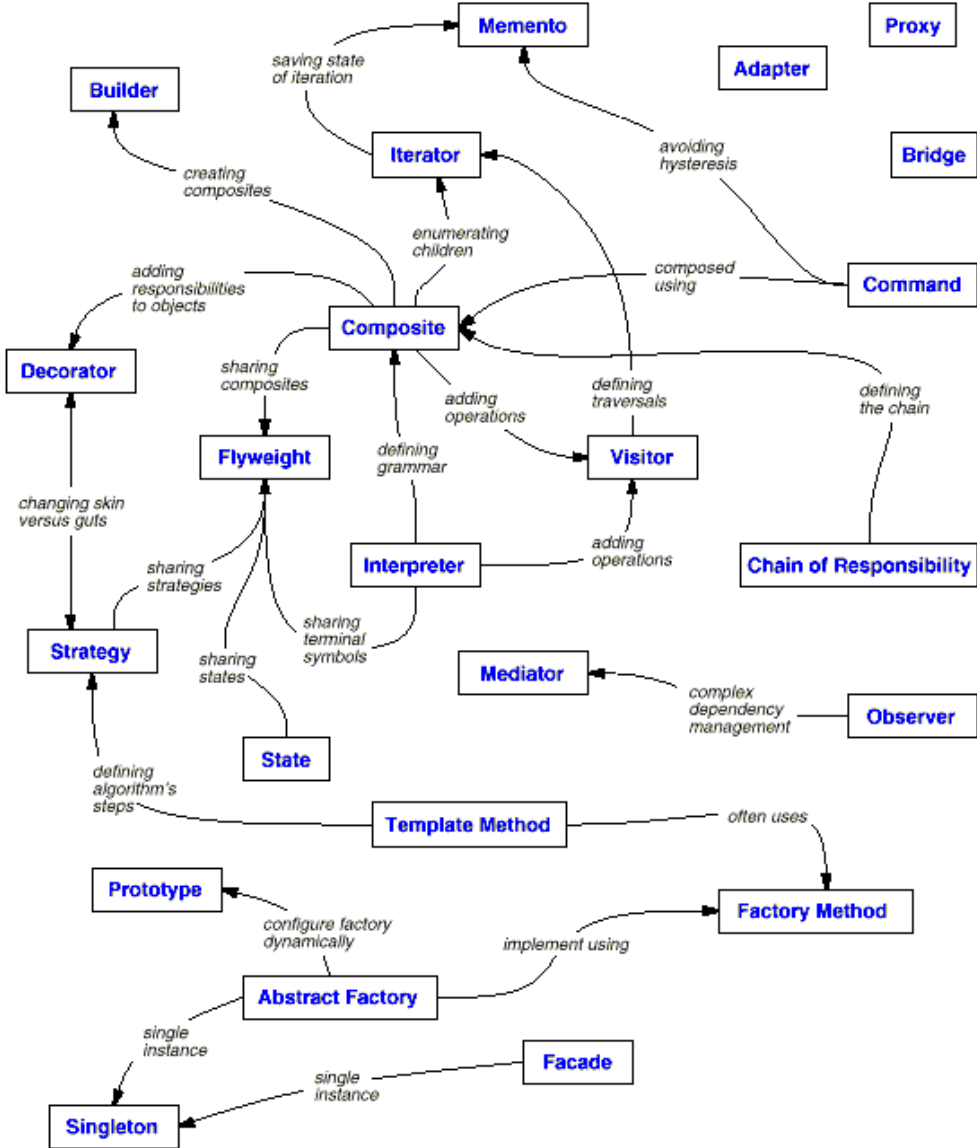 Memento
Proxy
saving state
of iteration
Adapter
Builder
Iterator
avoiding
hysteresis
Bridge
creating
composites
enumerating
children
adding
responsibilities
to objects
composed
using
Command
Composite
Decorator
sharing
composites
adding
operations
defining
traversals
defining
the chain
Flyweight
defining
grammar
Visitor
changing skin
versus guts
sharing
strategies
Interpreter
adding
operations
Chain of Responsibility
Strategy
sharing
terminal
symbols
sharing
states
Mediator
complex
dependency
management
Observer
State
defining
algorithm's
steps
Template Method
often uses
Prototype
Factory Method
configure factory
dynamically
implement using
Abstract Factory
single
instance
Facade
single
instance
Singleton